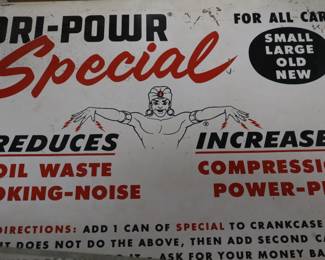 ORI-POWR®
FOR ALL CAR
Special
SMALL
LARGE
OLD
NEW
REDUCES
INCREASE
OIL WASTE
COMPRESSIO
OKING-NOISE
POWER-P
DIRECTIONS: ADD 1 CAN OF SPECIAL TO CRANKCASE
IT DOES NOT DO THE ABOVE, THEN ADD SECOND CA
ASK FOR YOUR MONEY BA